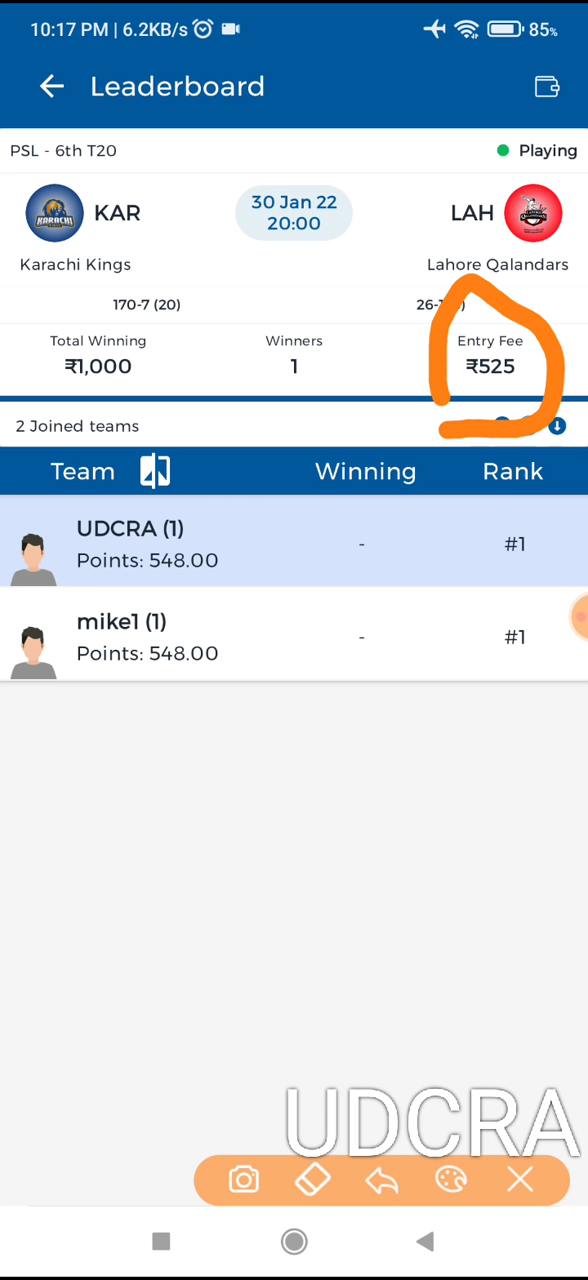 10:17 PM | 6.2KB/s 85%
Leaderboard
PSL - 6th T20 Playing
KAR 30 Jan 22 20:00 LAH
Karachi Kings Lahore Qalandars
170-7 (20)
Total Winning Winners Entry Fee
₹1,000 1 ₹525
2 Joined teams
Team Winning Rank
UDCRA (1)
Points: 548.00 - #1
mike1 (1)
Points: 548.00 - #1
UDCRA